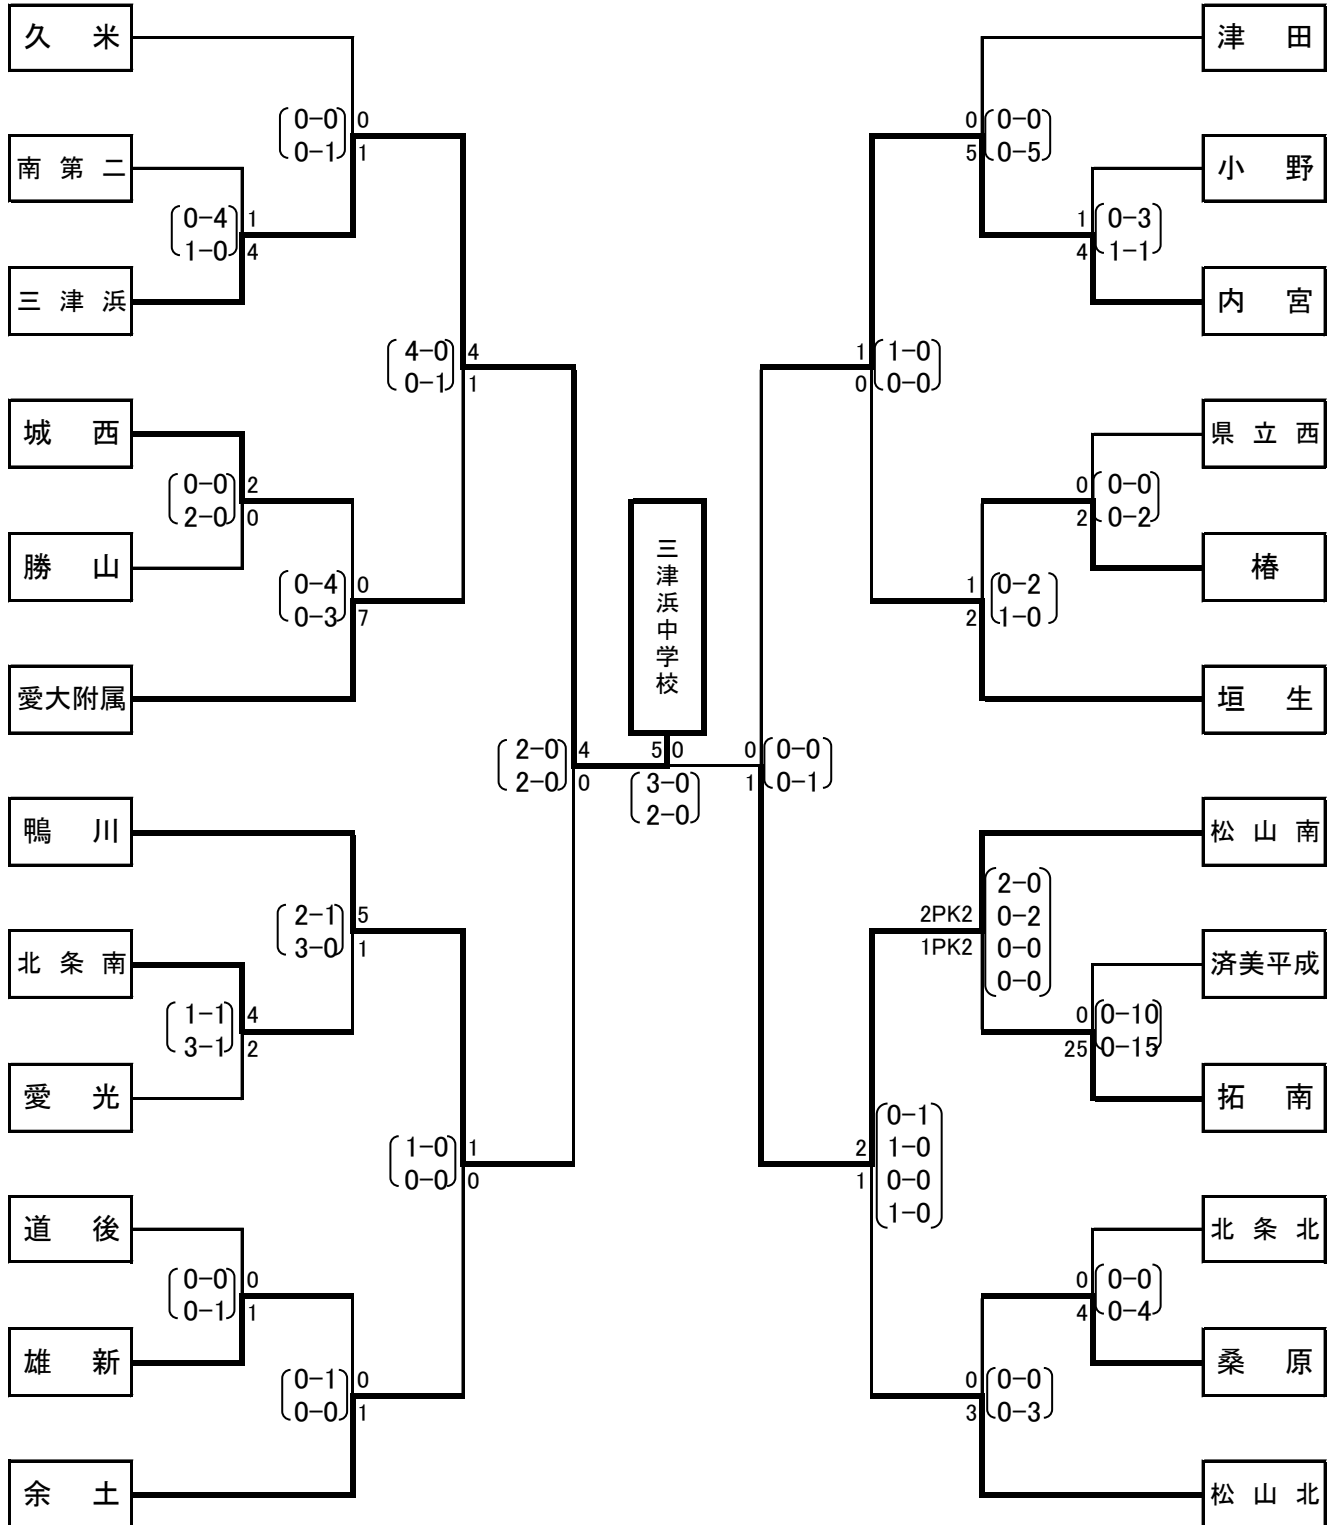 久 米
0-0 0
0-1 1
南 第 二
0-4 1
1-0 4
三 津 浜
4-0 4
0-1 1
城 西
0-0 2
2-0 0
勝 山
0-4 0
0-3 7
愛大附属
2-0 4
2-0 0
鴨 川
2-1 5
3-0 1
北 条 南
1-1 4
3-1 2
愛 光
1-0 1
0-0 0
道 後
0-0 0
0-1 1
雄 新
0-1 0
0-0 1
余 土
三津浜中学校
5 0
3-0
2-0
津 田
0 0-0
5 0-5
小 野
1 0-3
4 1-1
内 宮
1 1-0
0 0-0
県 立 西
0 0-0
2 0-2
椿
1 0-2
2 1-0
垣 生
0 0-0
1 0-1
松 山 南
2-0
2PK2 0-2
1PK2 0-0
0-0
済美平成
0 0-10
25 0-15
拓 南
0-1
2 1-0
1 0-0
1-0
北 条 北
0 0-0
4 0-4
桑 原
0 0-0
3 0-3
松 山 北